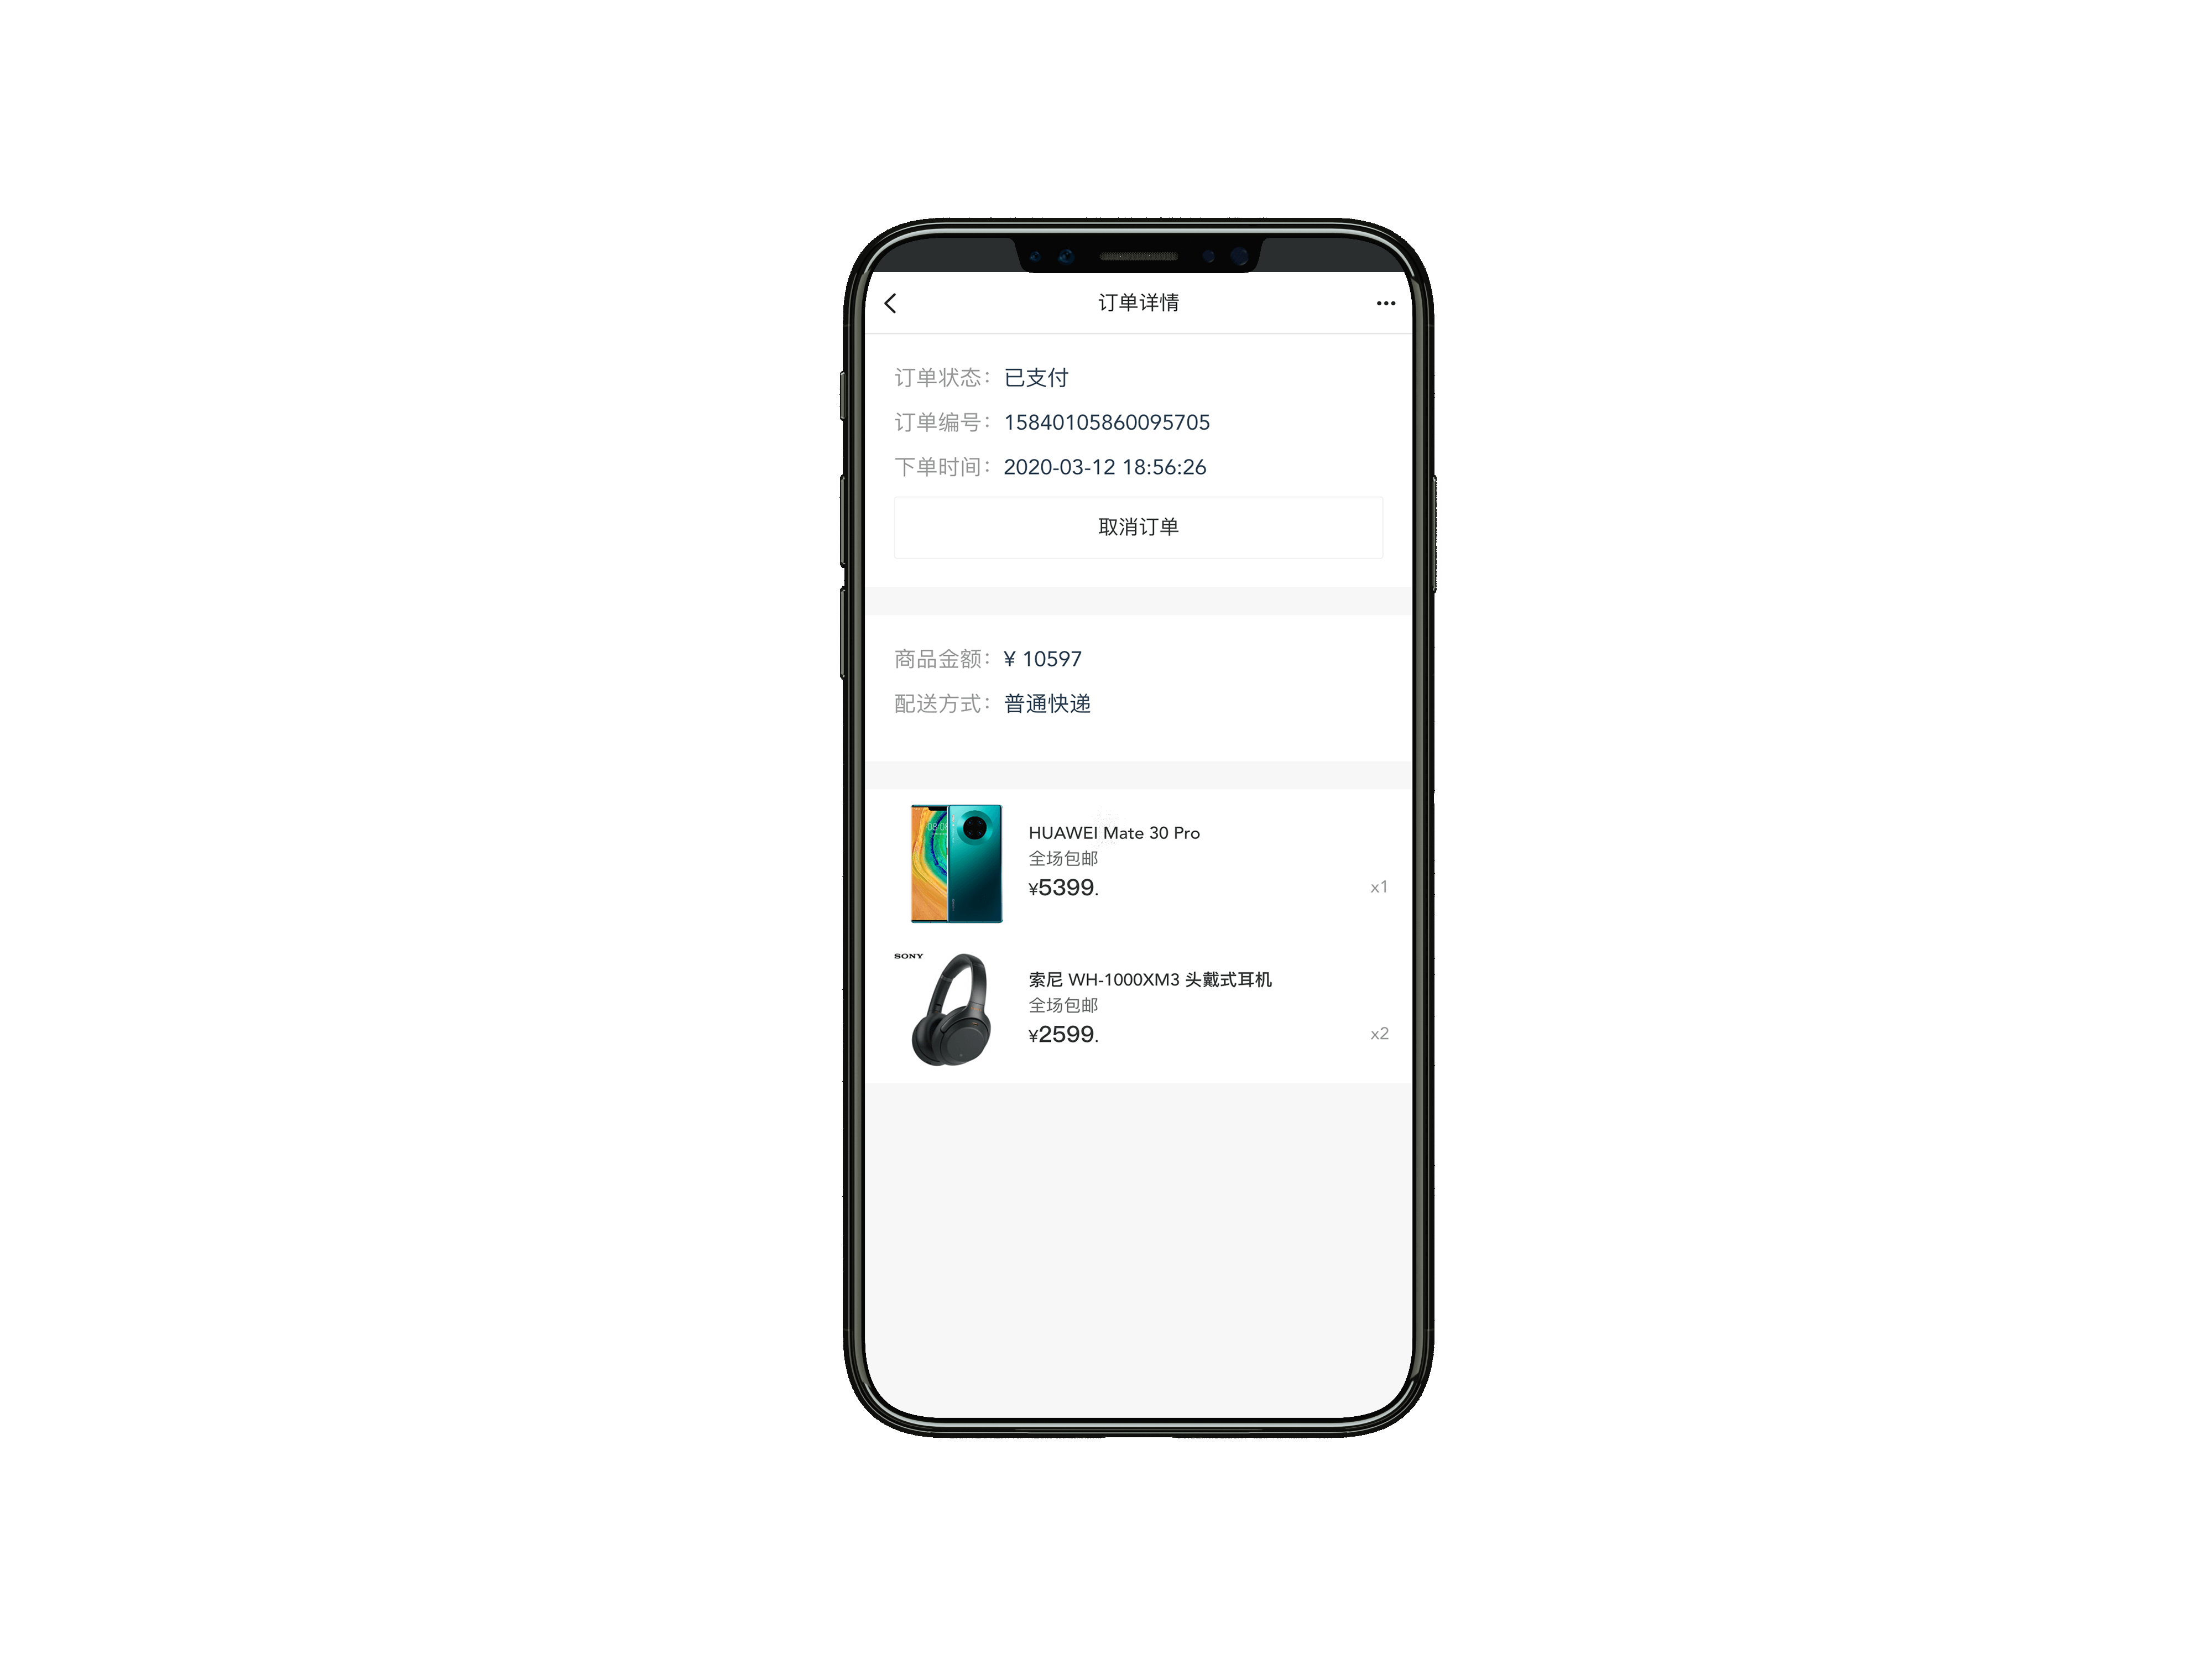 订单详情
订单状态：已支付
订单编号：15840105860095705
下单时间：2020-03-12 18:56:26
取消订单
商品金额：¥ 10597
配送方式：普通快递
HUAWEI Mate 30 Pro
全场包邮
¥5399.
x1
SONY
索尼 WH-1000XM3 头戴式耳机
全场包邮
¥2599.
x2